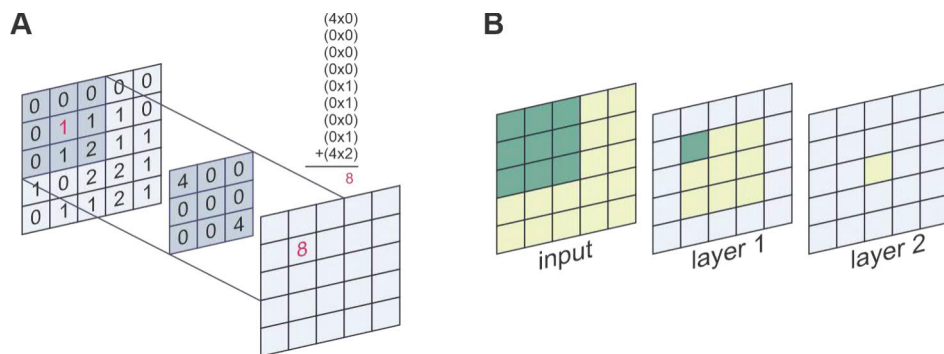 A
(4x0)
(0x0)
(0x0)
(0x0)
(0x1)
(0x1)
(0x0)
(0x1)
+(4x2)
8
0 0 0 0 0
0 1 1 1 0
0 1 2 1 1
1 0 2 2 1
0 1 1 2 1
4 0 0
0 0 0
0 0 4
8
B
input
layer 1
layer 2